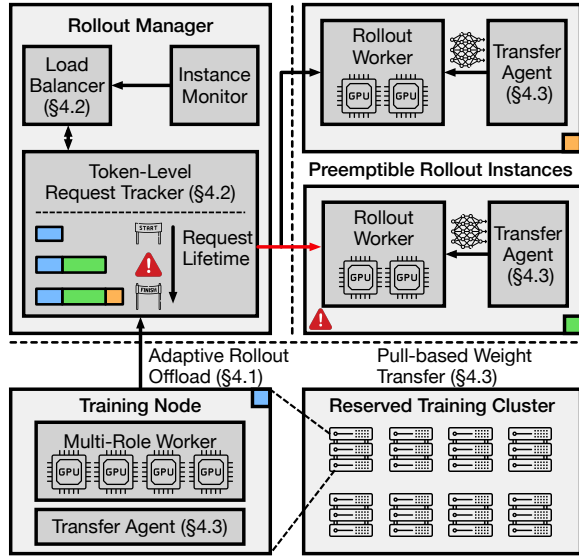 Rollout Manager
Load
Balancer
(§4.2)
Instance
Monitor
Token-Level
Request Tracker (§4.2)
START
Request
Lifetime
FINISH
Rollout
Worker
GPU GPU
Transfer
Agent
(§4.3)
Preemptible Rollout Instances
Rollout
Worker
GPU GPU
Transfer
Agent
(§4.3)
Adaptive Rollout
Offload (§4.1)
Pull-based Weight
Transfer (§4.3)
Training Node
Multi-Role Worker
GPU GPU GPU GPU
Transfer Agent (§4.3)
Reserved Training Cluster